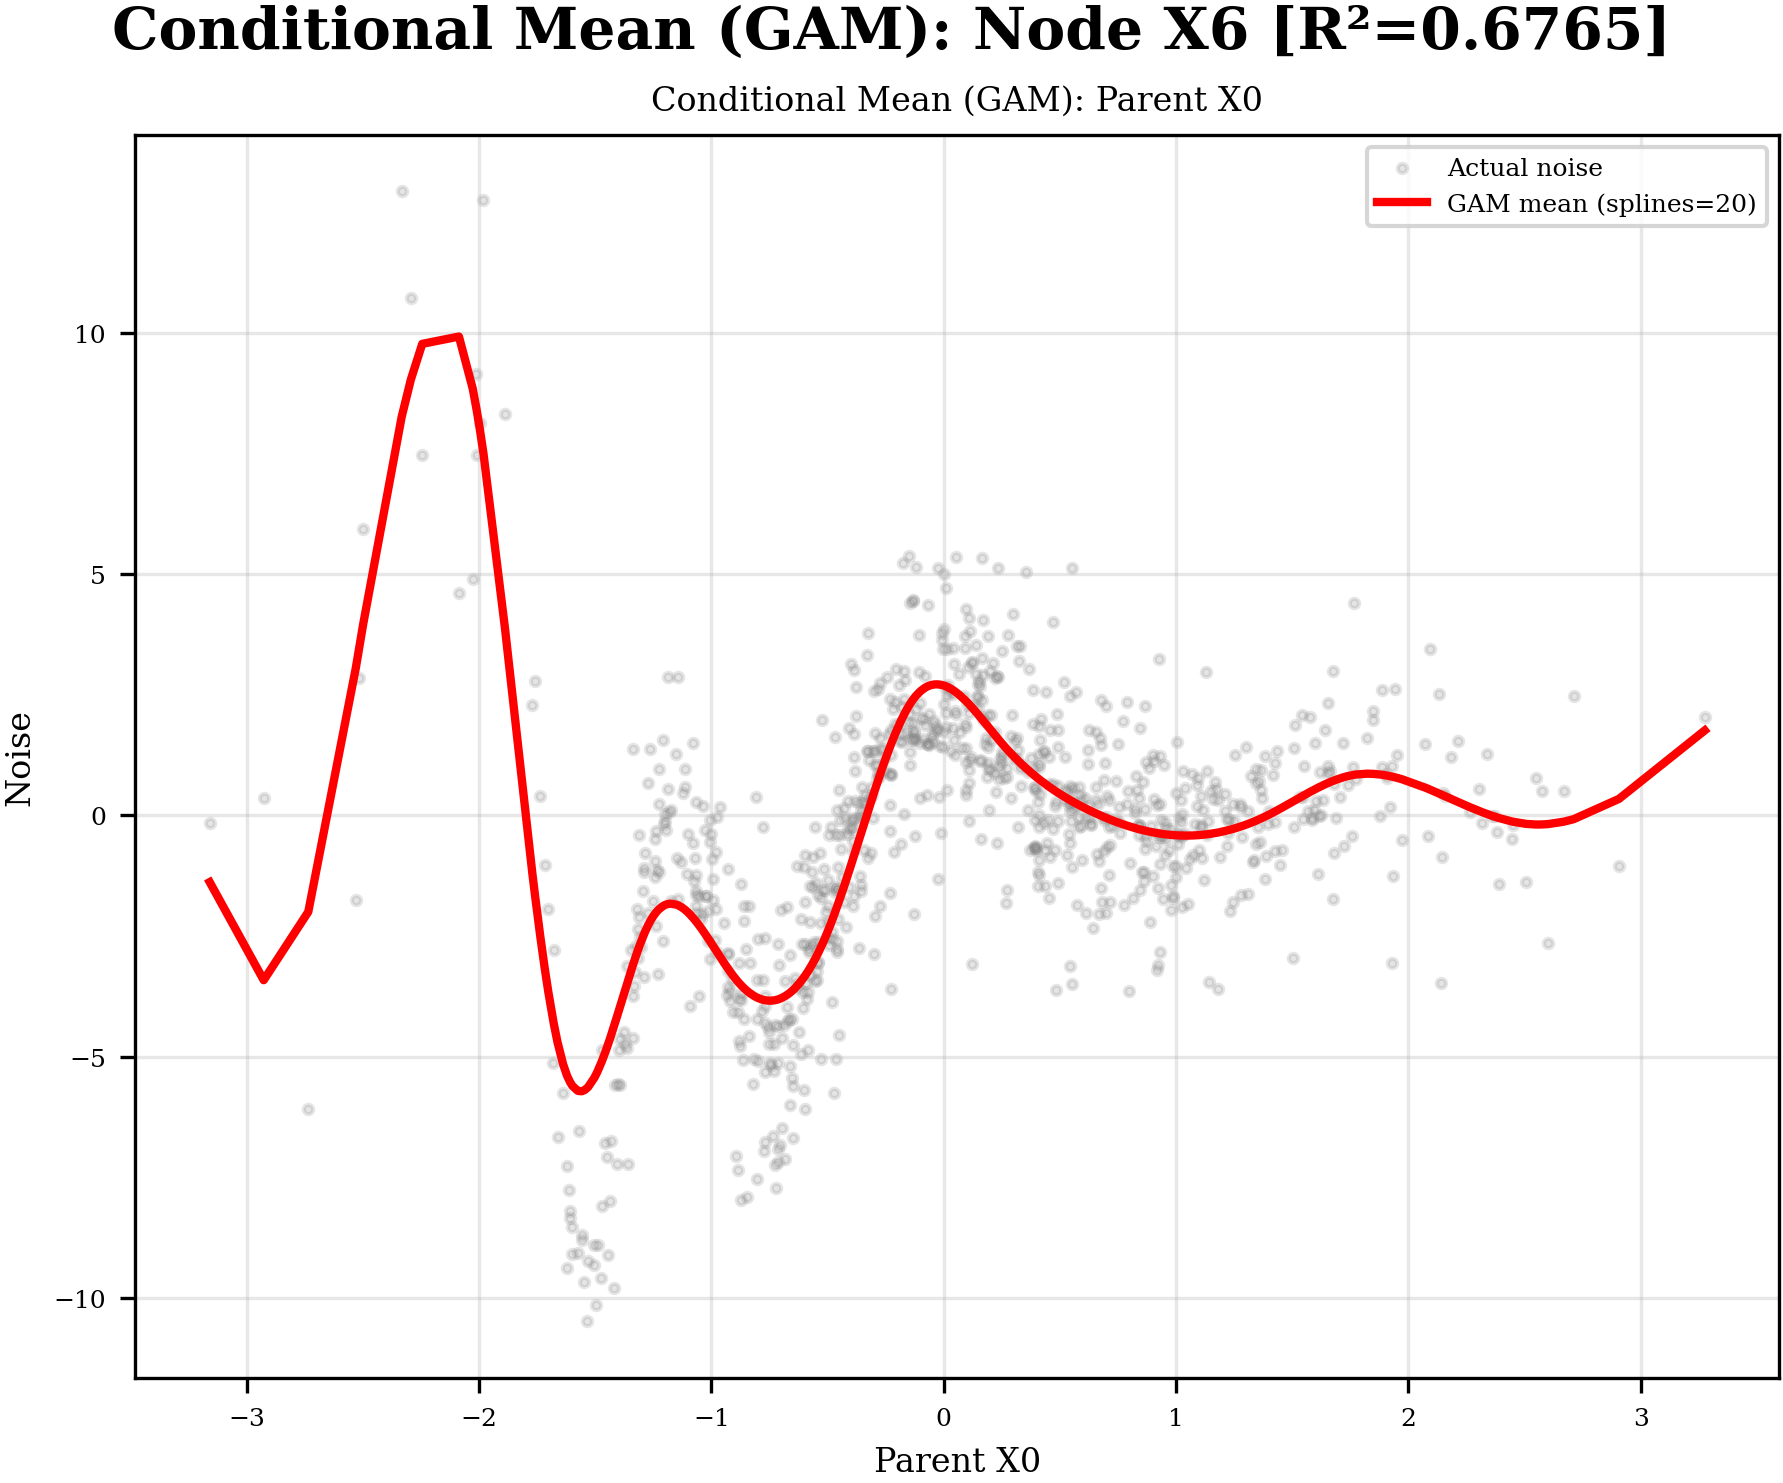 Conditional Mean (GAM): Node X6 [R²=0.6765]
Conditional Mean (GAM): Parent X0
Actual noise
GAM mean (splines=20)
10
5
0
−5
−10
Noise
−3
−2
−1
0
1
2
3
Parent X0